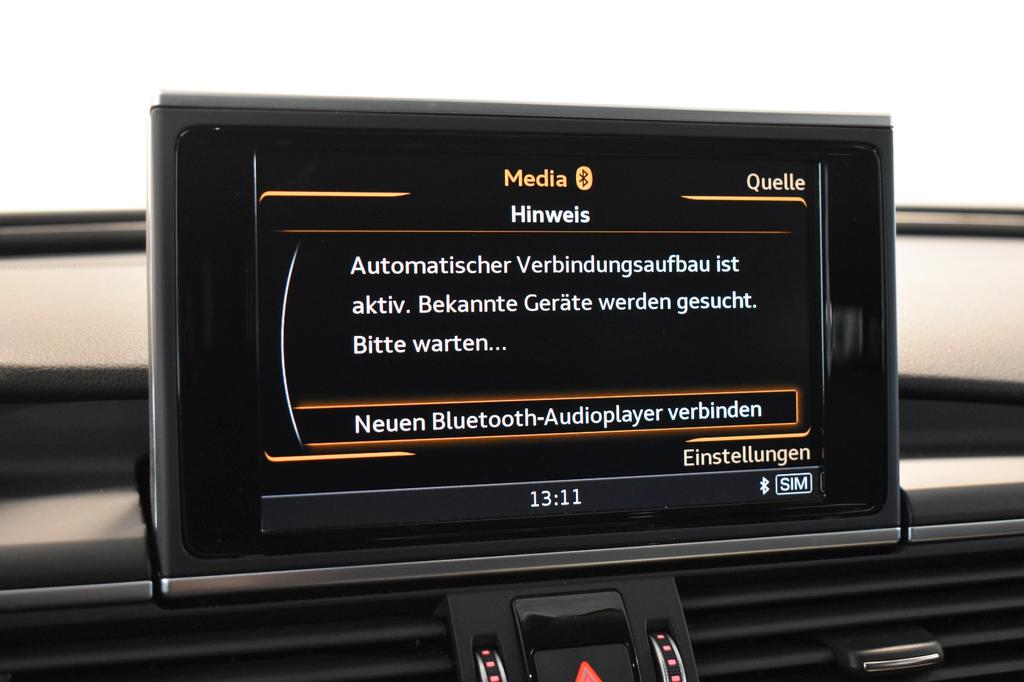 Media
Quelle
Hinweis
Automatischer Verbindungsaufbau ist
aktiv. Bekannte Geräte werden gesucht.
Bitte warten...
Neuen Bluetooth-Audioplayer verbinden
Einstellungen
13:11
SIM